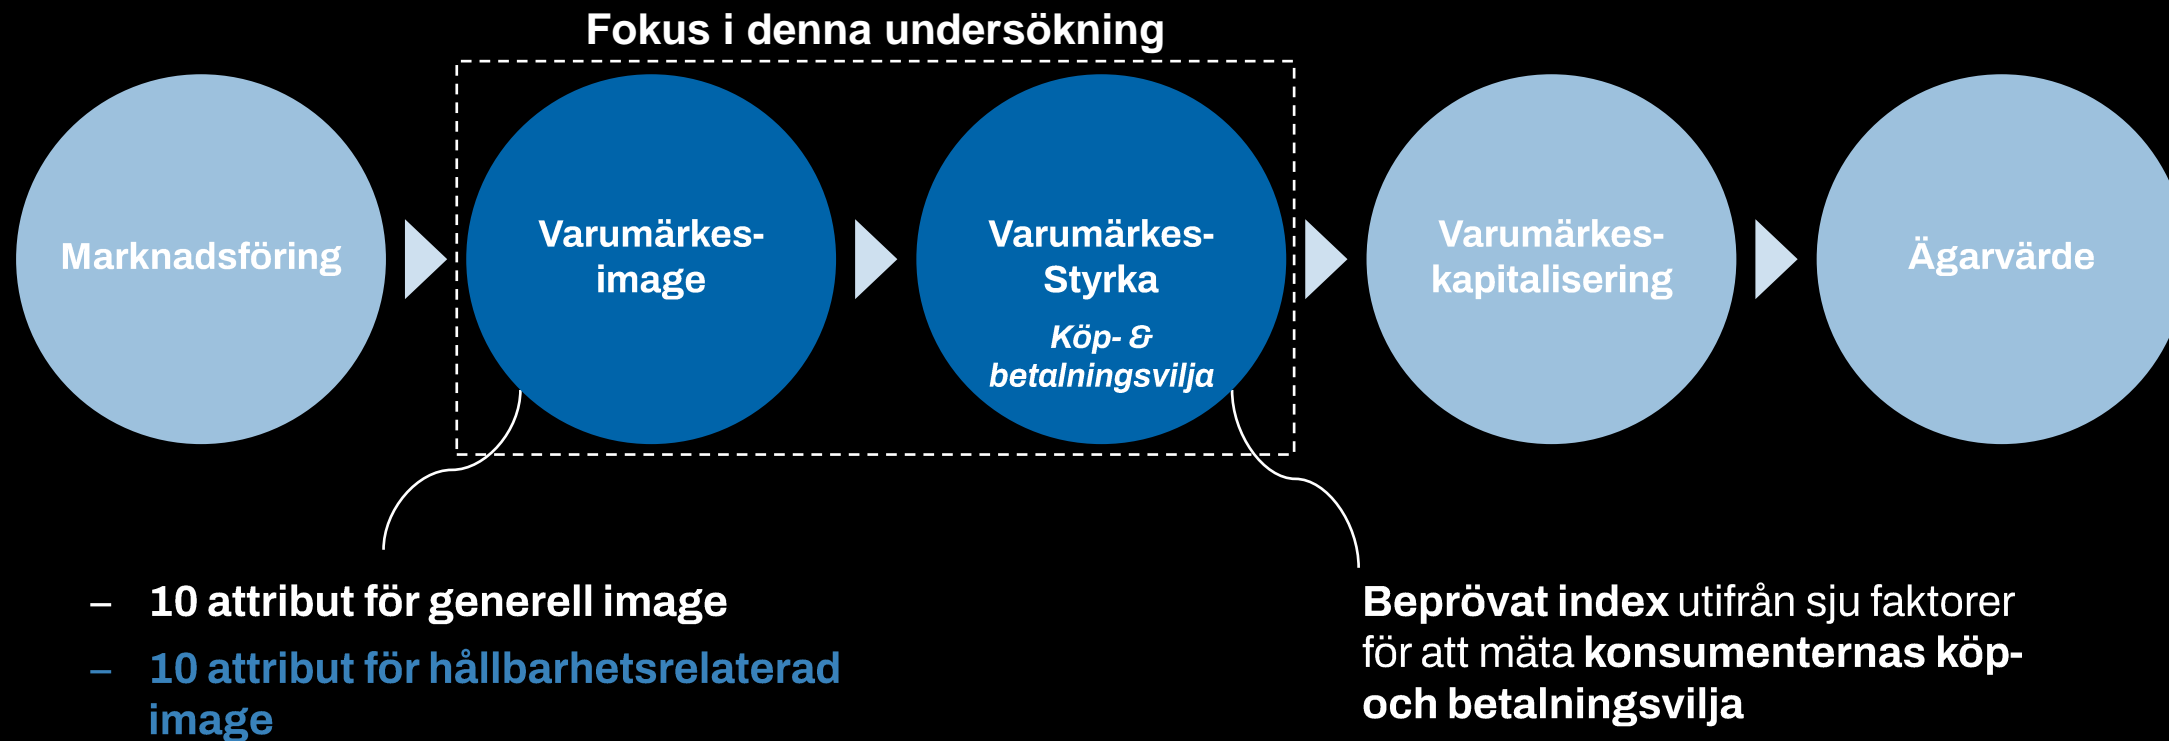 Fokus i denna undersökning
Marknadsföring
Varumärkes-
image
Varumärkes-
Styrka
Köp- &
betalningsvilja
Varumärkes-
kapitalisering
Ägarvärde
– 10 attribut för generell image
– 10 attribut för hållbarhetsrelaterad
image
Beprövat index utifrån sju faktorer
för att mäta konsumenternas köp-
och betalningsvilja